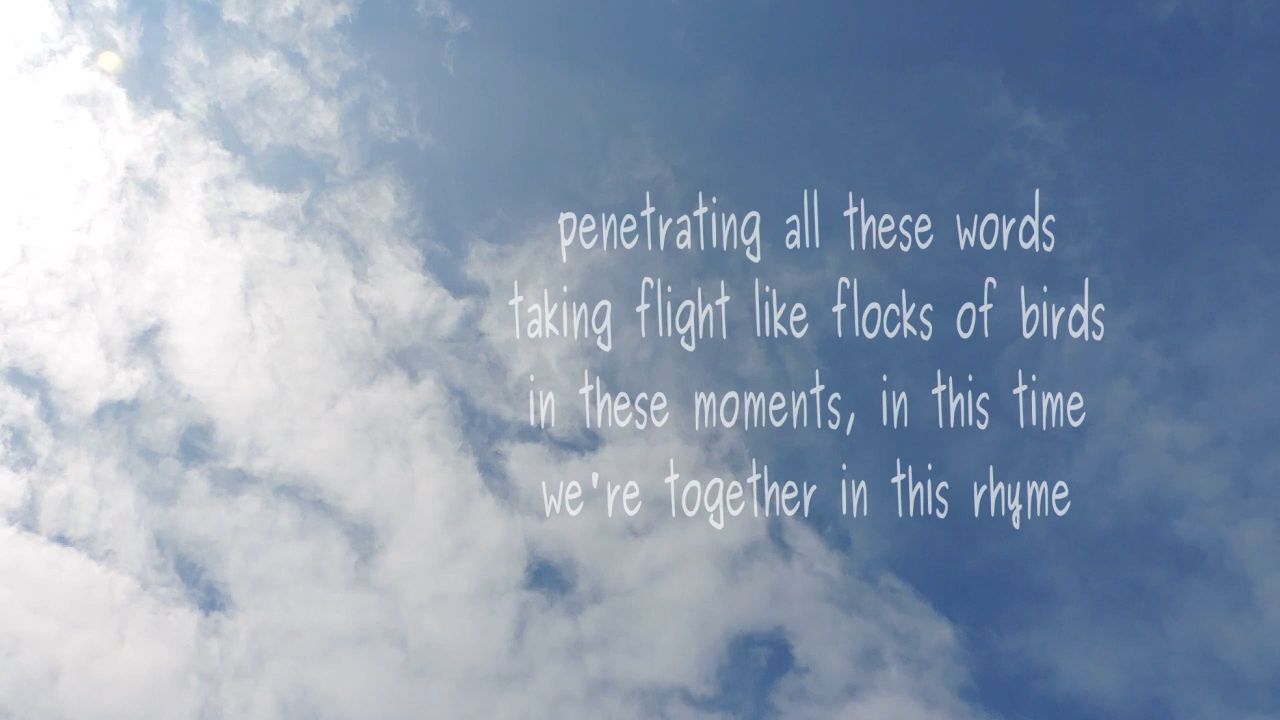 penetrating all these words
taking flight like flocks of birds
in these moments, in this time
we're together in this rhyme